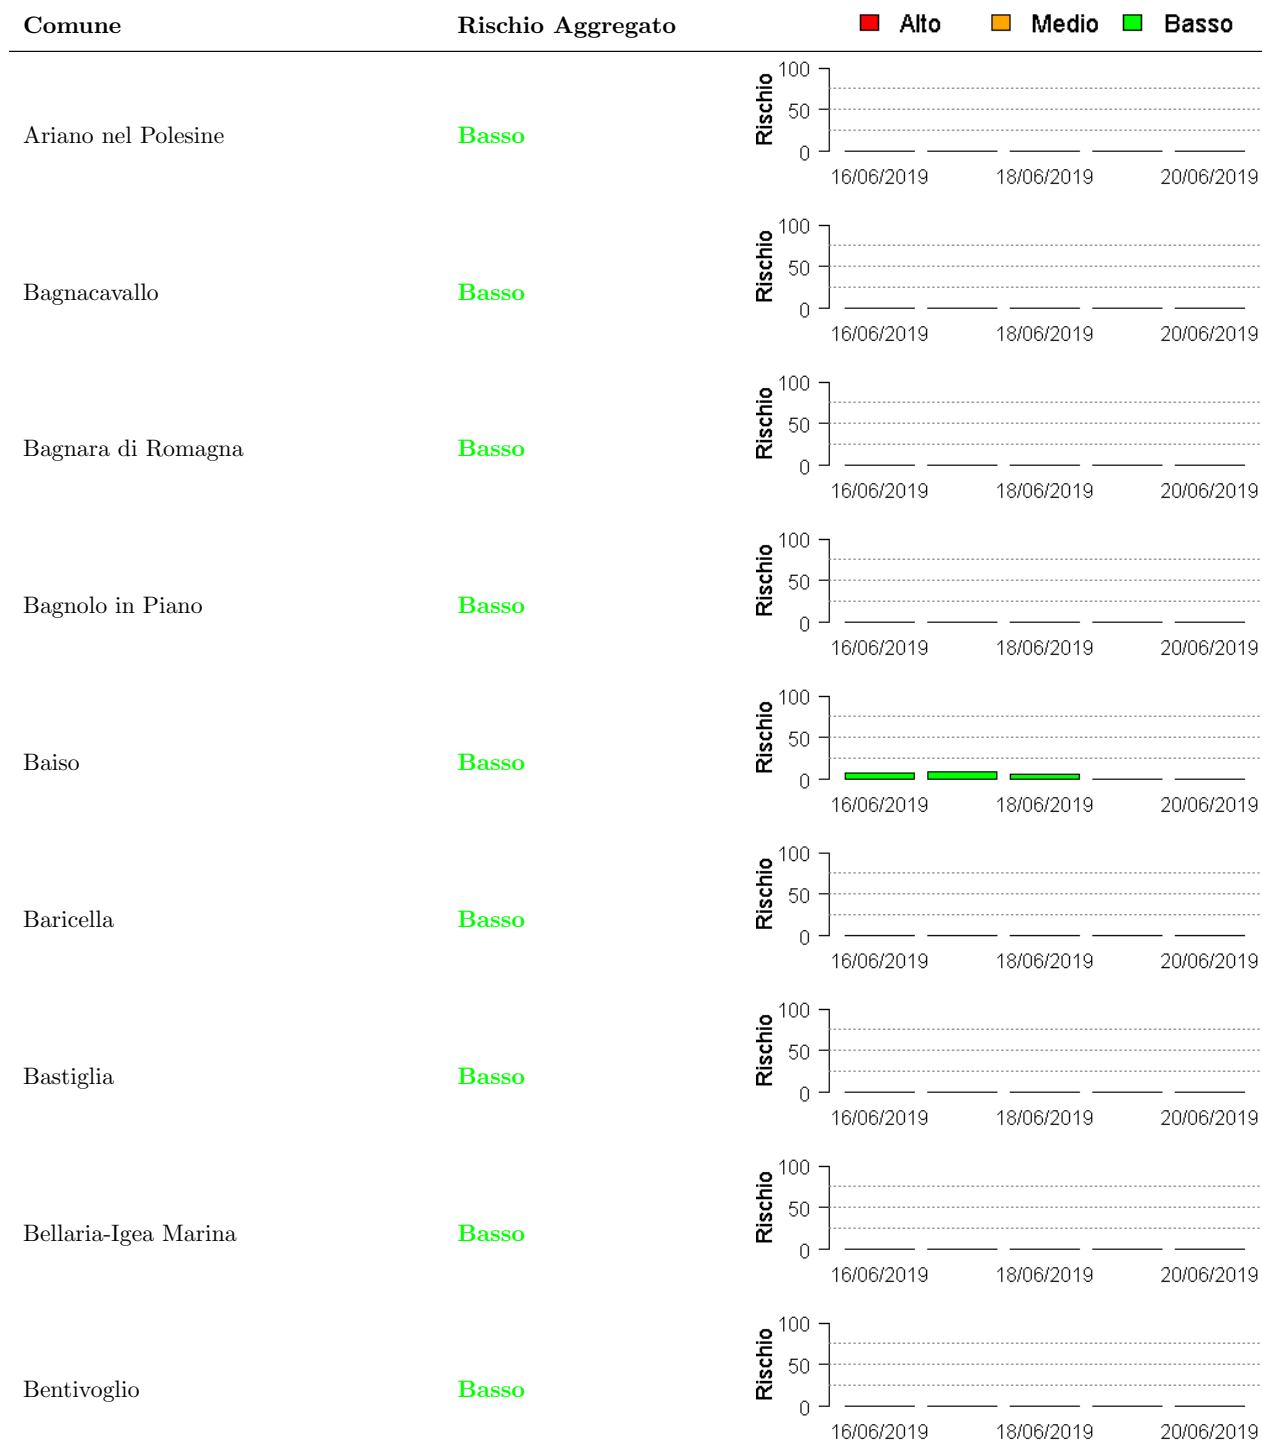 Comune Rischio Aggregato Alto Medio Basso
100
Rischio
50
Ariano nel Polesine Basso
0
16/06/2019 18/06/2019 20/06/2019
100
Rischio
50
Bagnacavallo Basso
0
16/06/2019 18/06/2019 20/06/2019
100
Rischio
50
Bagnara di Romagna Basso
0
16/06/2019 18/06/2019 20/06/2019
100
Rischio
50
Bagnolo in Piano Basso
0
16/06/2019 18/06/2019 20/06/2019
100
Rischio
50
Baiso Basso
0
16/06/2019 18/06/2019 20/06/2019
100
Rischio
50
Baricella Basso
0
16/06/2019 18/06/2019 20/06/2019
100
Rischio
50
Bastiglia Basso
0
16/06/2019 18/06/2019 20/06/2019
100
Rischio
50
Bellaria-Igea Marina Basso
0
16/06/2019 18/06/2019 20/06/2019
100
Rischio
50
Bentivoglio Basso
0
16/06/2019 18/06/2019 20/06/2019